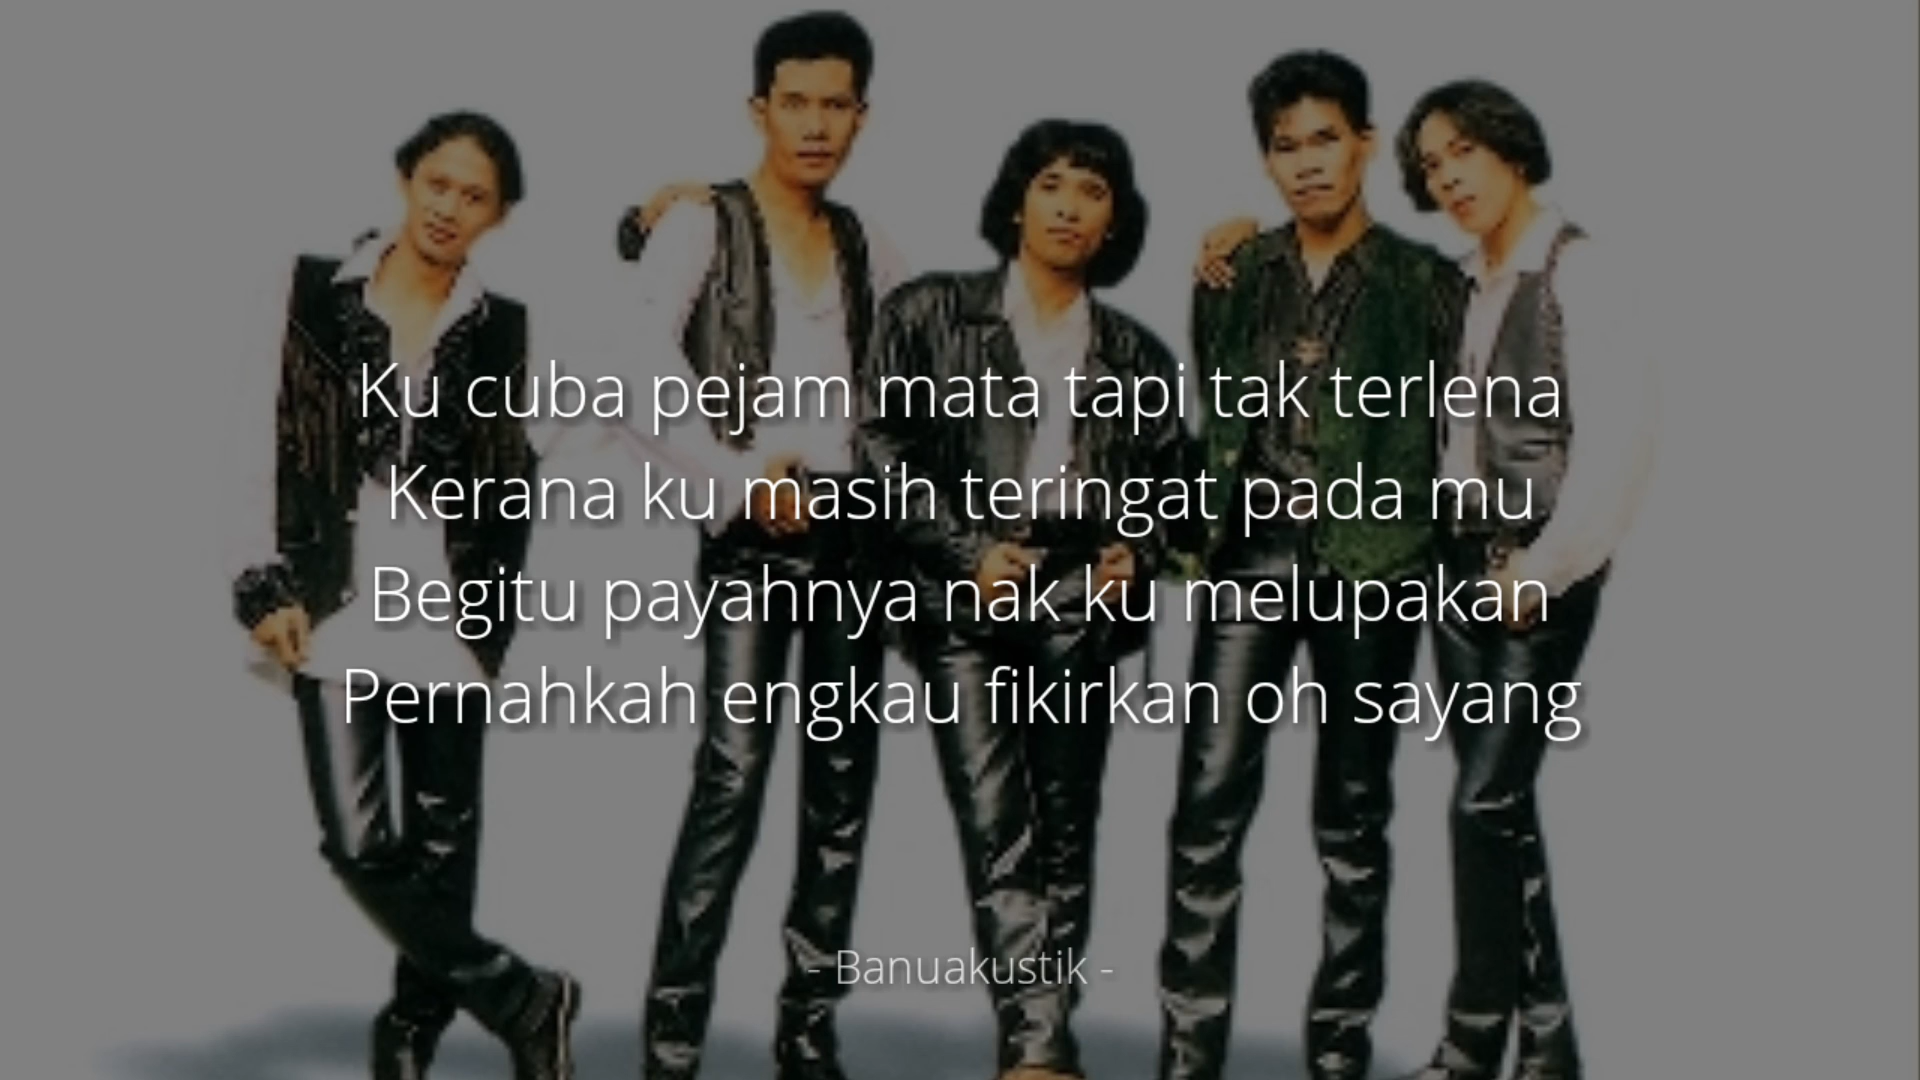 Ku cuba pejam mata tapi tak terlena
Kerana ku masih teringat pada mu
Begitu payahnya nak ku melupakan
Pernahkah engkau fikirkan oh sayang
- Banuakustik -